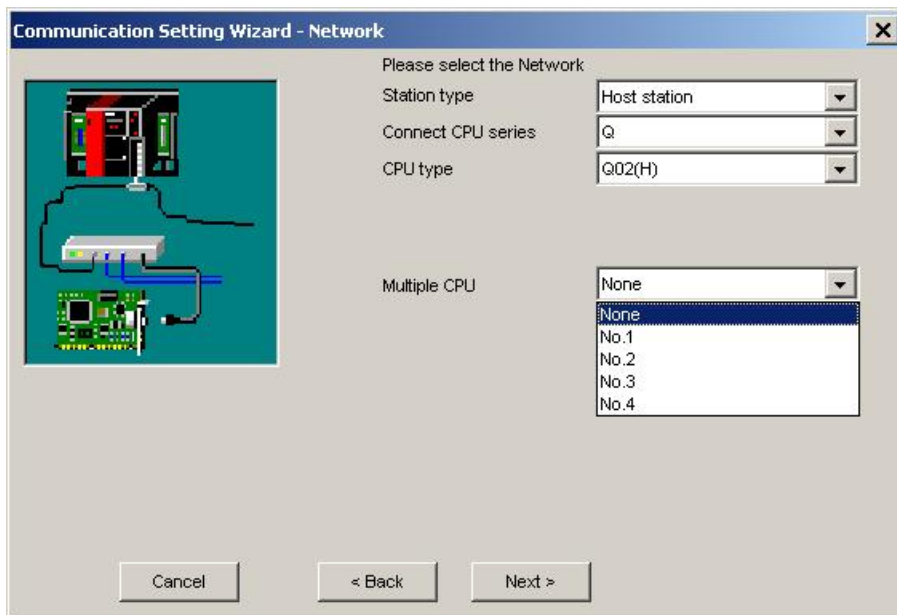 Communication Setting Wizard - Network
Please select the Network
Station type Host station
Connect CPU series Q
CPU type Q02(H)
Multiple CPU None
None
No.1
No.2
No.3
No.4
Cancel < Back Next >